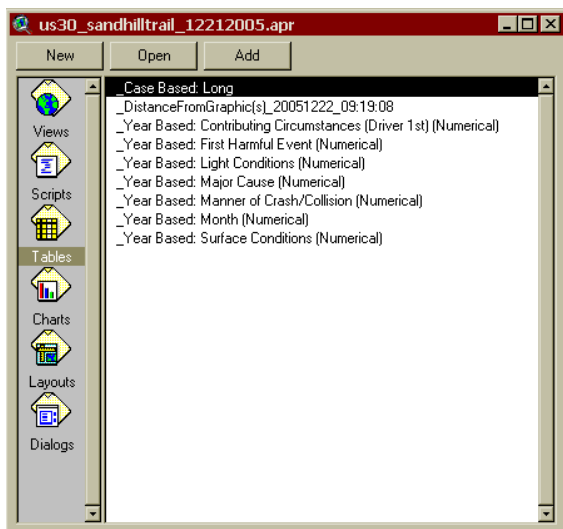 us30_sandhilltrail_12212005.apr
New Open Add
Views
Scripts
Tables
Charts
Layouts
Dialogs
_Case Based: Long
_DistanceFromGraphic(s)_20051222_09:19:08
_Year Based: Contributing Circumstances (Driver 1st) (Numerical)
_Year Based: First Harmful Event (Numerical)
_Year Based: Light Conditions (Numerical)
_Year Based: Major Cause (Numerical)
_Year Based: Manner of Crash/Collision (Numerical)
_Year Based: Month (Numerical)
_Year Based: Surface Conditions (Numerical)